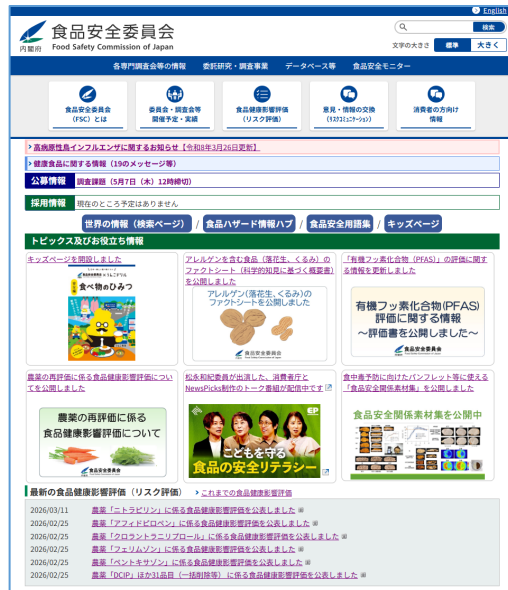 English
内閣府
食品安全委員会
Food Safety Commission of Japan
検索
文字の大きさ 標準 大きく
各専門調査会等の情報 委託研究・調査事業 データベース等 食品安全モニター
食品安全委員会
(FSC)とは
委員会・調査会等
開催予定・実績
食品健康影響評価
(リスク評価)
意見・情報の交換
(リスクコミュニケーション)
消費者の方向け
情報
高病原性鳥インフルエンザに関するお知らせ【令和8年3月26日更新】
健康食品に関する情報(19のメッセージ等)
公募情報 調査課題(5月7日(木)12時締切)
採用情報 現在のところ予定はありません
世界の情報(検索ページ) / 食品ハザード情報ハブ / 食品安全用語集 / キッズページ
トピックス及びお役立ち情報
キッズページを開設しました
食べ物のひみつ
アレルゲンを含む食品(落花生、くるみ)の
ファクトシート(科学的知見に基づく概要書)
を公開しました
アレルゲン(落花生、くるみ)の
ファクトシートを公開しました
食品安全委員会
「有機フッ素化合物(PFAS)」の評価に関す
る情報を更新しました
有機フッ素化合物(PFAS)
評価に関する情報
~評価書を公開しました~
食品安全委員会
農薬の再評価に係る食品健康影響評価につい
てを公開しました
農薬の再評価に係る
食品健康影響評価について
食品安全委員会
松永和紀委員が出演した、消費者庁と
NewsPicks制作のトーク番組が配信中です
EP
こどもを守る
食品の安全リテラシー
食中毒予防に向けたパンフレット等に使える
「食品安全関係素材集」を公開しました
食品安全関係素材集を公開中
最新の食品健康影響評価(リスク評価) これまでの食品健康影響評価
2026/03/11 農薬「ニトラピリン」に係る食品健康影響評価を公表しました
2026/02/25 農薬「アフィドピロペン」に係る食品健康影響評価を公表しました
2026/02/25 農薬「クロラントラニリプロール」に係る食品健康影響評価を公表しました
2026/02/25 農薬「フェリムゾン」に係る食品健康影響評価を公表しました
2026/02/25 農薬「ベントキサゾン」に係る食品健康影響評価を公表しました
2026/02/25 農薬「DCIP」ほか31品目(一括削除等)に係る食品健康影響評価を公表しました